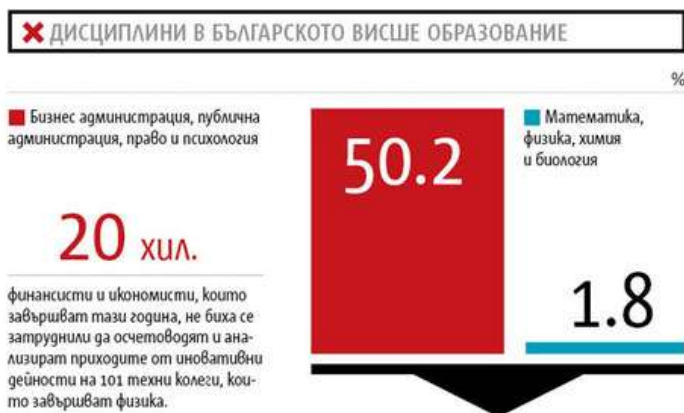 ДИСЦИПЛИНИ В БЪЛГАРСКОТО ВИСШЕ ОБРАЗОВАНИЕ
%
Бизнес администрация, публична
администрация, право и психология
50.2
Математика,
физика, химия
и биология
20 хил.
финансисти и икономисти, които
завършват тази година, не биха се
затруднили да осчетоводят и ана-
лизират приходите от иновативни
дейности на 101 техни колеги, кои-
то завършват физика.
1.8